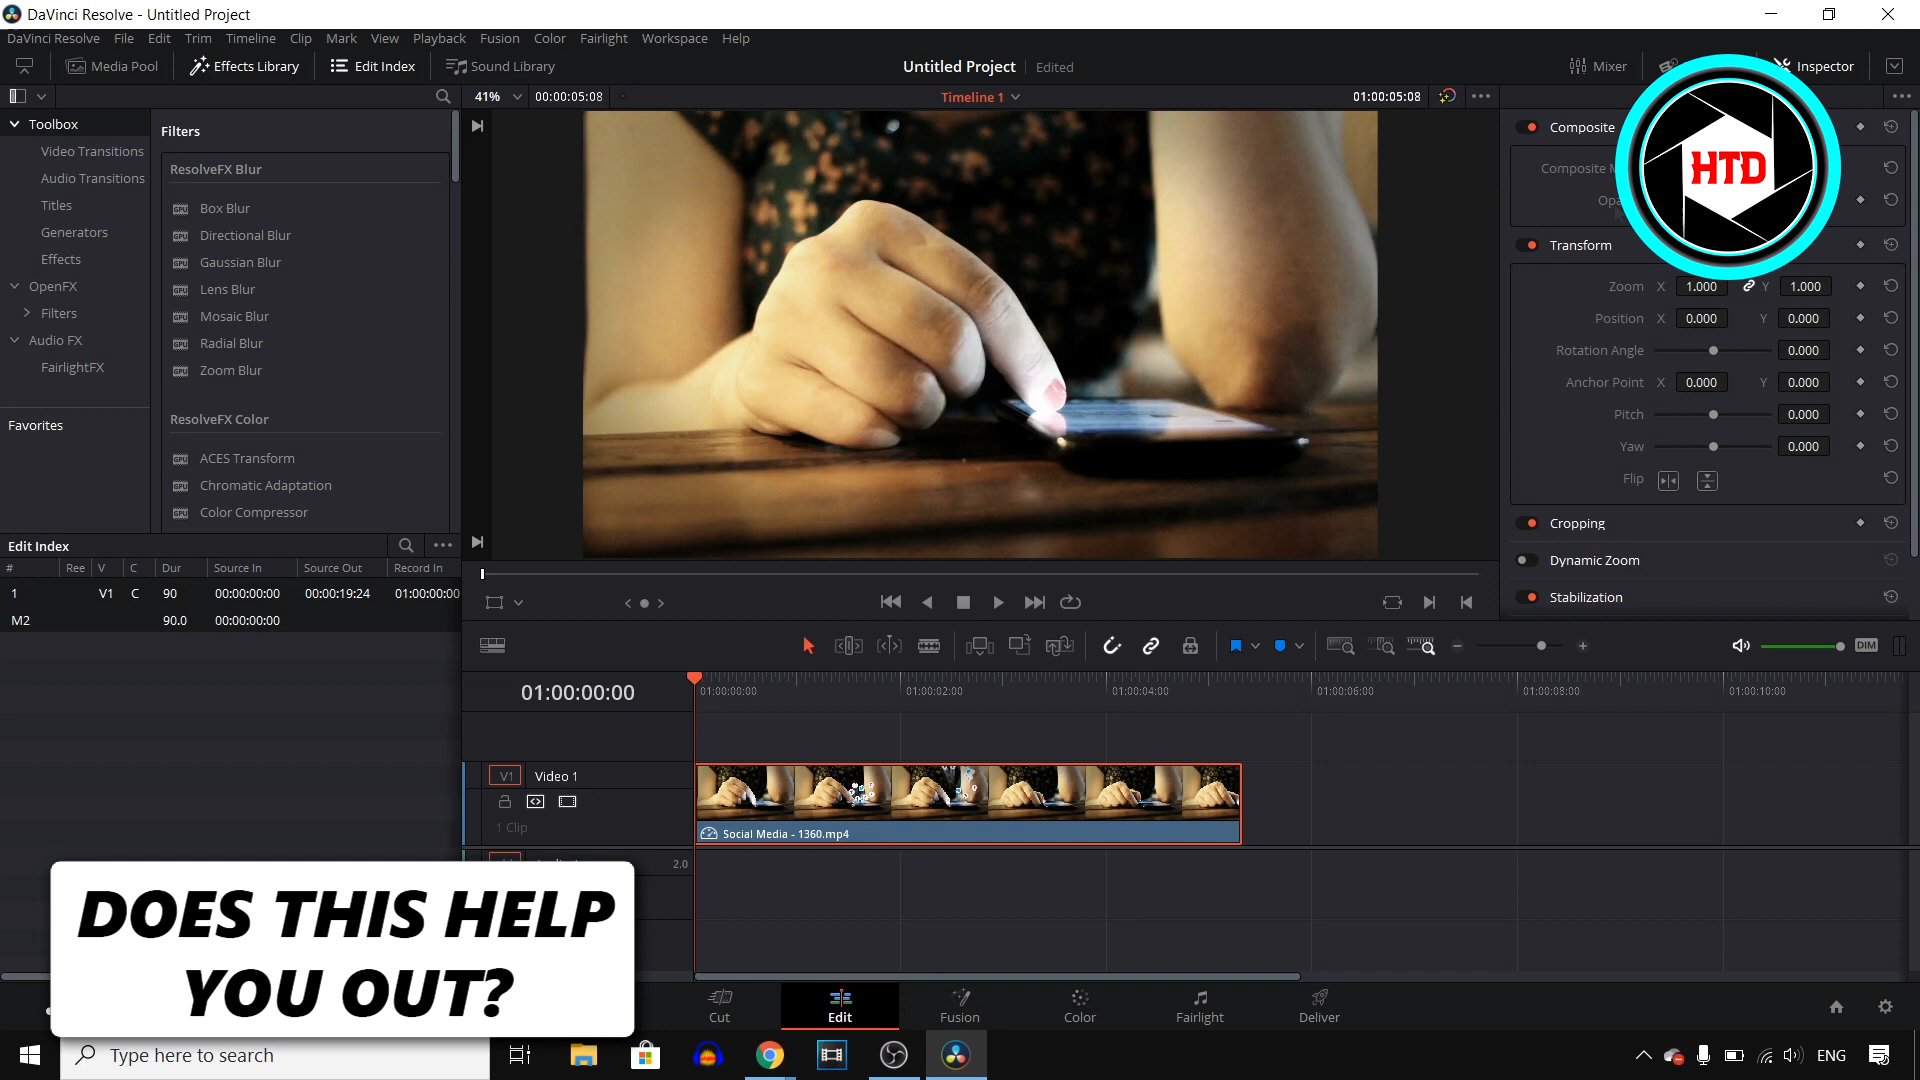 DaVinci Resolve - Untitled Project
DaVinci Resolve File Edit Trim Timeline Clip Mark View Playback Fusion Color Fairlight Workspace Help
Media Pool Effects Library Edit Index Sound Library Untitled Project Edited Mixer Inspector
41% 00:00:05:08 Timeline 1 01:00:05:08
Toolbox
Video Transitions
Audio Transitions
Titles
Generators
Effects
OpenFX
Filters
Audio FX
FairlightFX
Favorites
Filters
ResolveFX Blur
Box Blur
Directional Blur
Gaussian Blur
Lens Blur
Mosaic Blur
Radial Blur
Zoom Blur
ResolveFX Color
ACES Transform
Chromatic Adaptation
Color Compressor
HTD
Composite
Composite
Transform
Zoom X 1.000 Y 1.000
Position X 0.000 Y 0.000
Rotation Angle 0.000
Anchor Point X 0.000 Y 0.000
Pitch 0.000
Yaw 0.000
Flip
Cropping
Dynamic Zoom
Stabilization
Edit Index
# Ree V C Dur Source In Source Out Record In
1 V1 C 90 00:00:00:00 00:00:19:24 01:00:00:00
M2 90.0 00:00:00:00
DIM
01:00:00:00 01:00:00:00 01:00:02:00 01:00:04:00 01:00:06:00 01:00:08:00 01:00:10:00
V1 Video 1
1 Clip
Social Media - 1360.mp4
2.0
DOES THIS HELP
YOU OUT?
Cut Edit Fusion Color Fairlight Deliver
Type here to search
ENG